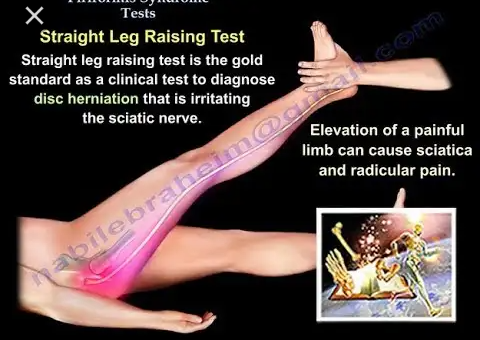 Piriformis Syndrome
Tests
Straight Leg Raising Test
Straight leg raising test is the gold
standard as a clinical test to diagnose
disc herniation that is irritating
the sciatic nerve.
Elevation of a painful
limb can cause sciatica
and radicular pain.
nabilebraheim@gmail.com